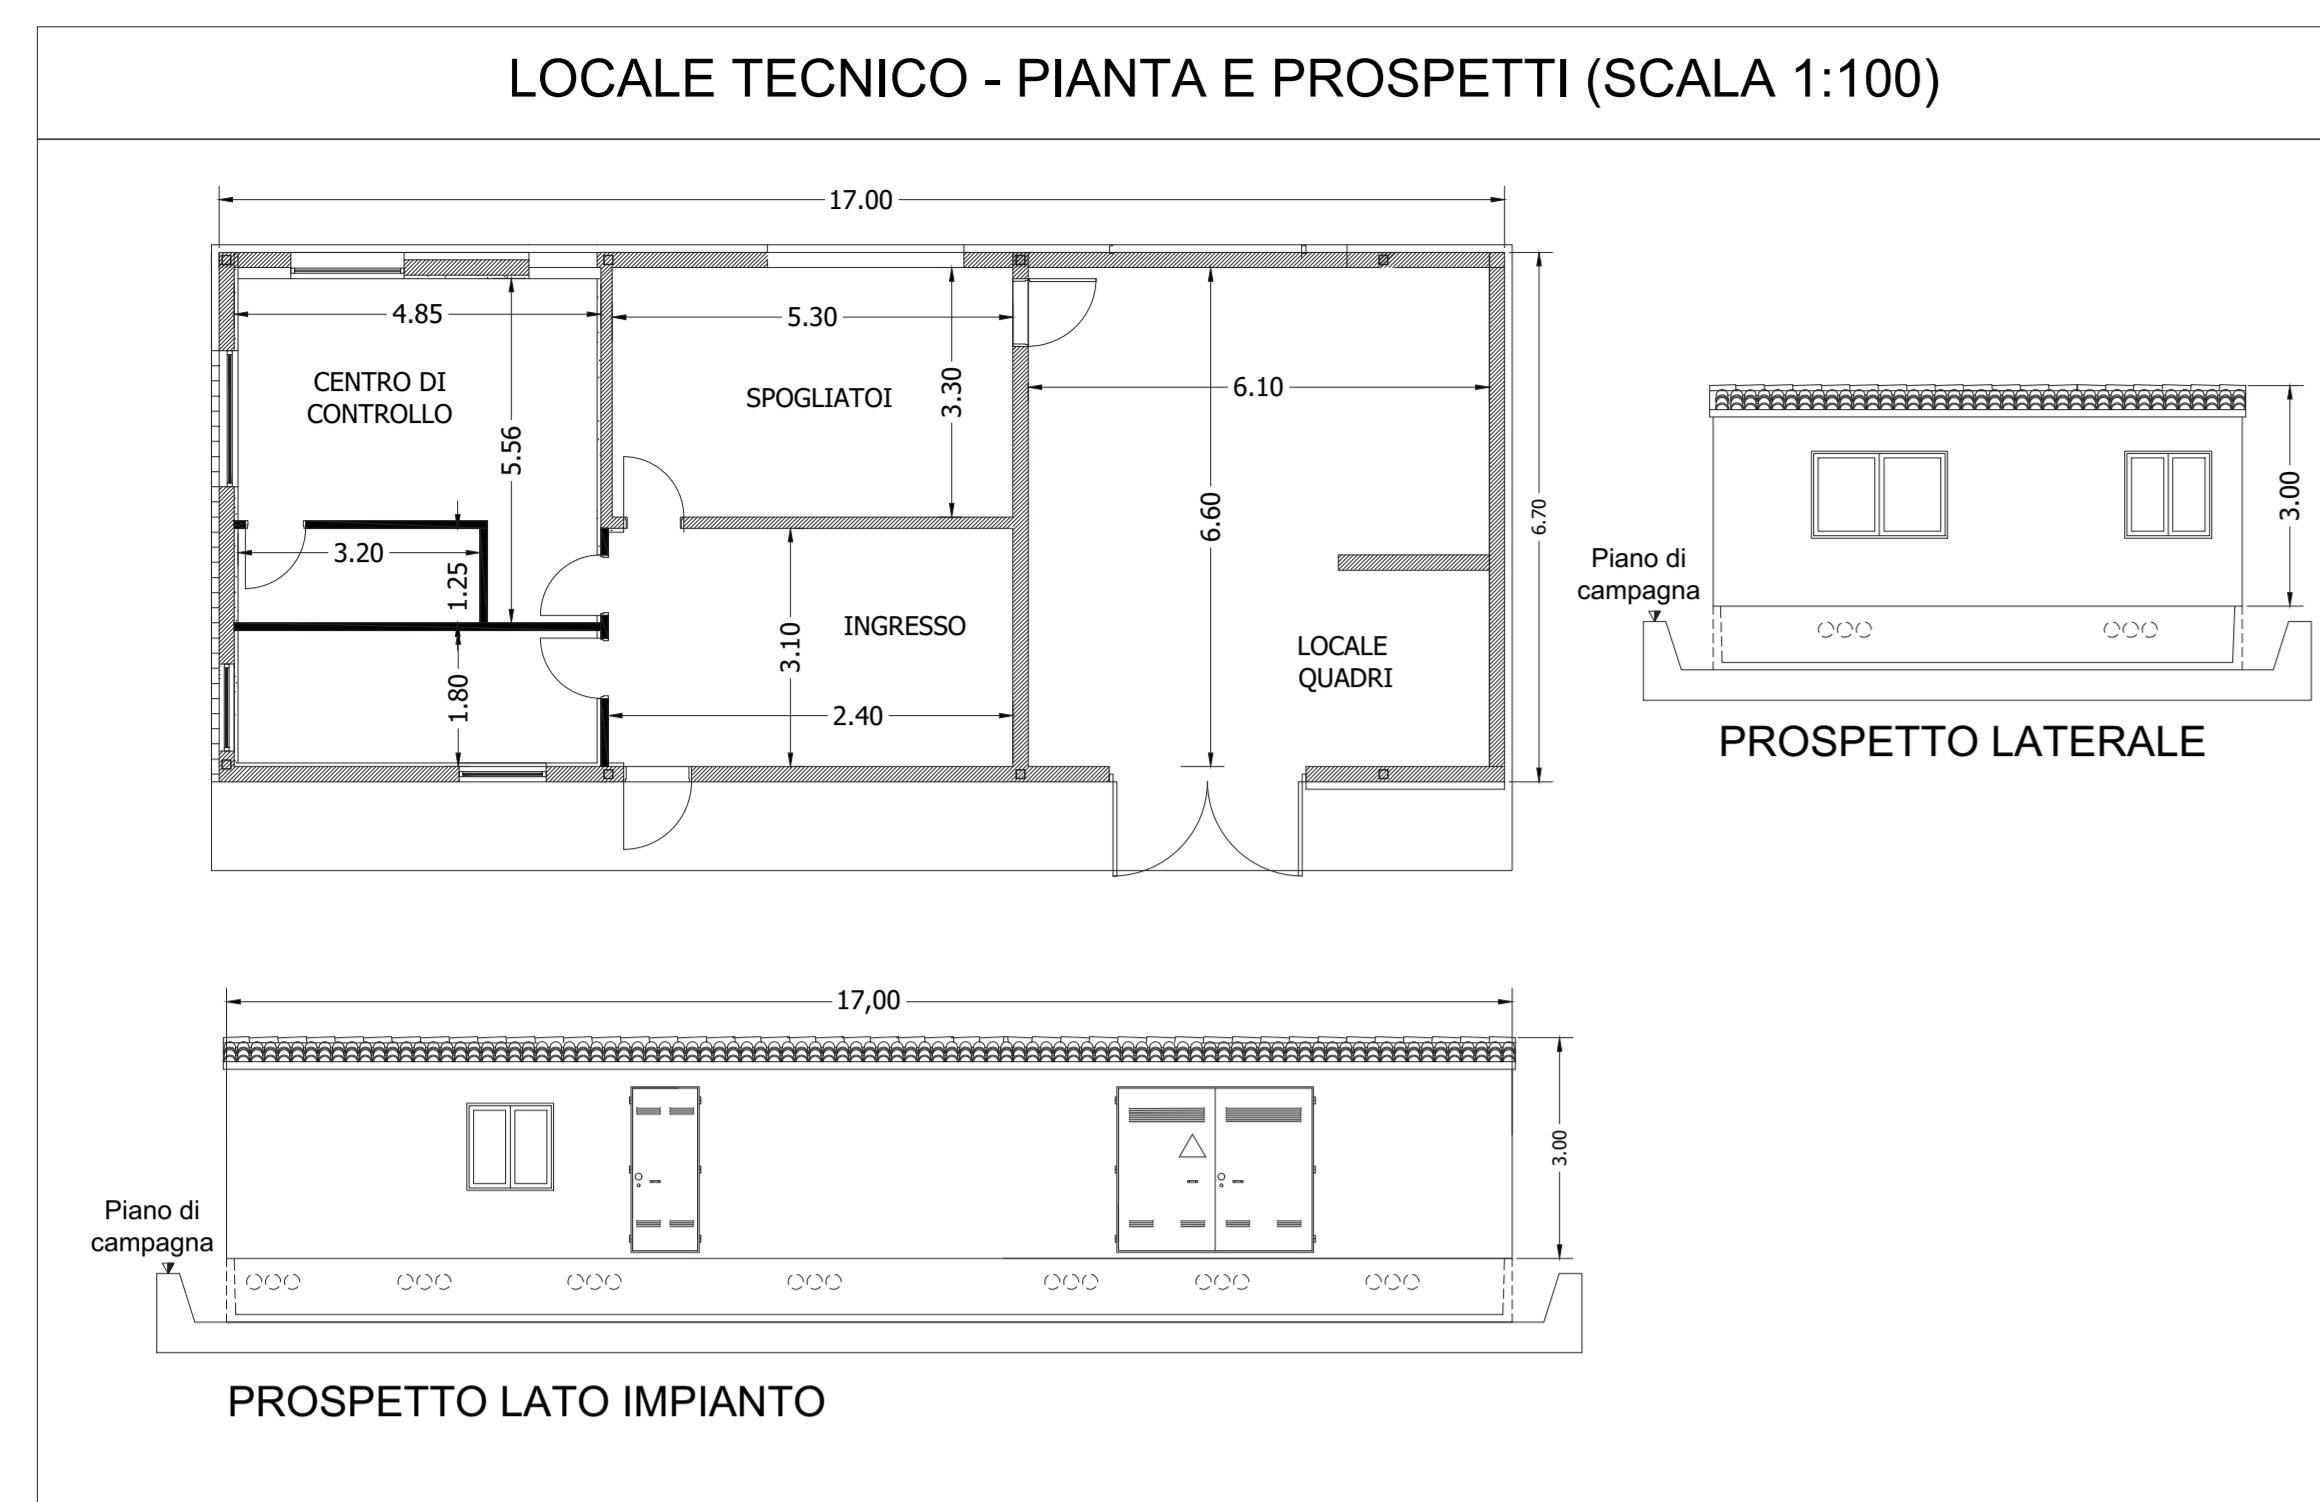 LOCALE TECNICO - PIANTA E PROSPETTI (SCALA 1:100)
17.00
4.85
5.30
3.30
6.10
CENTRO DI
CONTROLLO
SPOGLIATOI
5.56
6.60
6.70
3.20
1.25
3.10
INGRESSO
LOCALE
QUADRI
1.80
2.40
3.00
Piano di
campagna
PROSPETTO LATERALE
17,00
3.00
Piano di
campagna
PROSPETTO LATO IMPIANTO